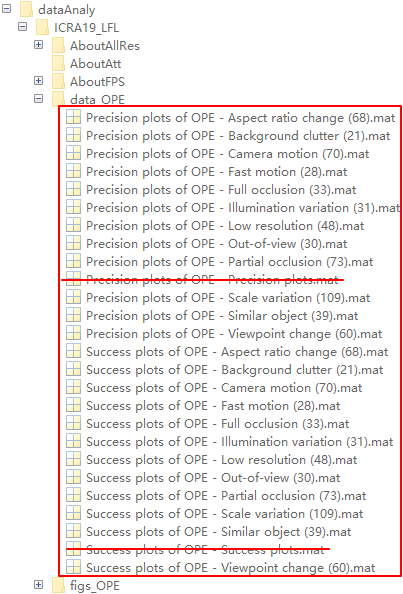 dataAnaly
ICRA19_LFL
AboutAllRes
AboutAtt
AboutFPS
data_OPE
Precision plots of OPE - Aspect ratio change (68).mat
Precision plots of OPE - Background clutter (21).mat
Precision plots of OPE - Camera motion (70).mat
Precision plots of OPE - Fast motion (28).mat
Precision plots of OPE - Full occlusion (33).mat
Precision plots of OPE - Illumination variation (31).mat
Precision plots of OPE - Low resolution (48).mat
Precision plots of OPE - Out-of-view (30).mat
Precision plots of OPE - Partial occlusion (73).mat
Precision plots of OPE - Precision plots.mat
Precision plots of OPE - Scale variation (109).mat
Precision plots of OPE - Similar object (39).mat
Precision plots of OPE - Viewpoint change (60).mat
Success plots of OPE - Aspect ratio change (68).mat
Success plots of OPE - Background clutter (21).mat
Success plots of OPE - Camera motion (70).mat
Success plots of OPE - Fast motion (28).mat
Success plots of OPE - Full occlusion (33).mat
Success plots of OPE - Illumination variation (31).mat
Success plots of OPE - Low resolution (48).mat
Success plots of OPE - Out-of-view (30).mat
Success plots of OPE - Partial occlusion (73).mat
Success plots of OPE - Scale variation (109).mat
Success plots of OPE - Similar object (39).mat
Success plots of OPE - Success plots.mat
Success plots of OPE - Viewpoint change (60).mat
figs_OPE